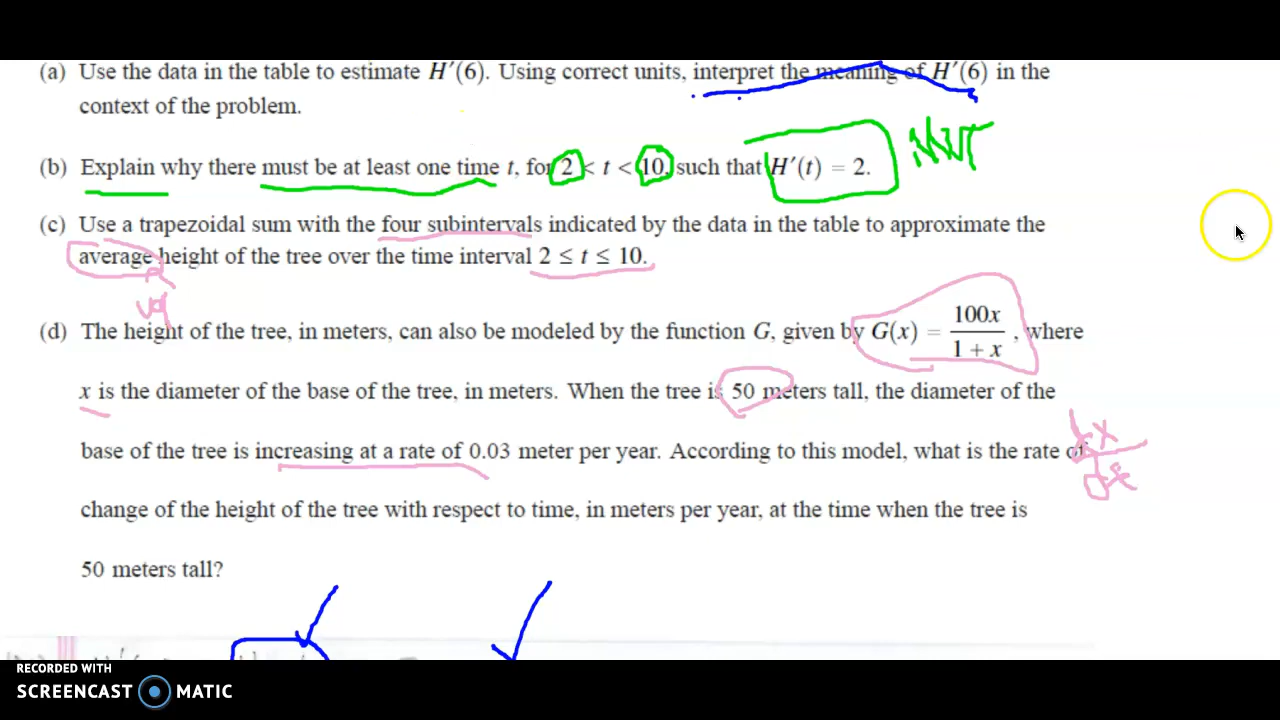 (a) Use the data in the table to estimate H′(6). Using correct units, interpret the meaning of H′(6) in the
context of the problem.
(b) Explain why there must be at least one time t, for 2 < t < 10, such that H′(t) = 2.
MVT
(c) Use a trapezoidal sum with the four subintervals indicated by the data in the table to approximate the
average height of the tree over the time interval 2 ≤ t ≤ 10.
(d) The height of the tree, in meters, can also be modeled by the function G, given by G(x) = 100x / 1 + x, where
x is the diameter of the base of the tree, in meters. When the tree is 50 meters tall, the diameter of the
base of the tree is increasing at a rate of 0.03 meter per year. According to this model, what is the rate of
dx/dt
change of the height of the tree with respect to time, in meters per year, at the time when the tree is
50 meters tall?
RECORDED WITH
SCREENCAST MATIC